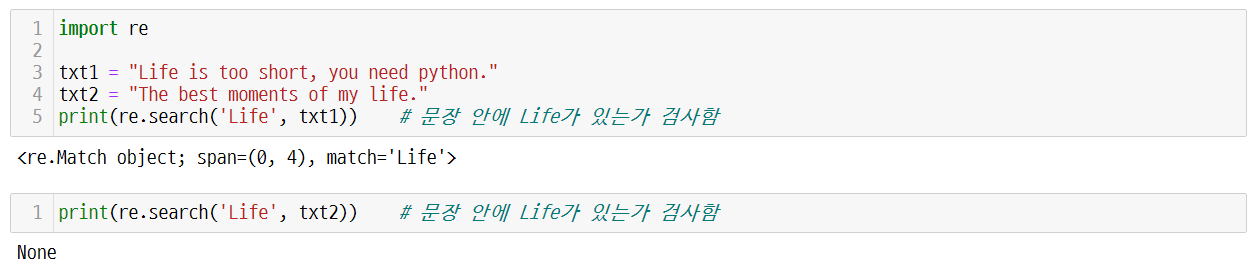 1 import re
2
3 txt1 = "Life is too short, you need python."
4 txt2 = "The best moments of my life."
5 print(re.search('Life', txt1))    # 문장 안에 Life가 있는가 검사함
<re.Match object; span=(0, 4), match='Life'>
1 print(re.search('Life', txt2))    # 문장 안에 Life가 있는가 검사함
None